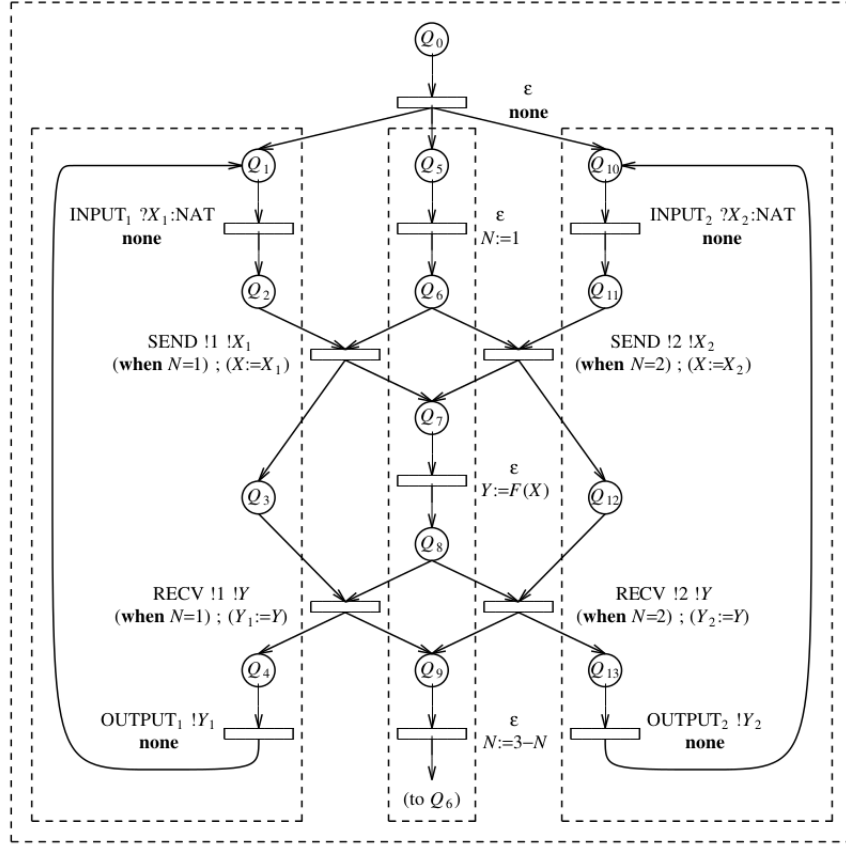 Q₀
ε
none
Q₁
Q₅
Q₁₀
INPUT₁ ?X₁:NAT
none
ε
N:=1
INPUT₂ ?X₂:NAT
none
Q₂
Q₆
Q₁₁
SEND !1 !X₁
(when N=1) ; (X:=X₁)
SEND !2 !X₂
(when N=2) ; (X:=X₂)
Q₇
ε
Y:=F(X)
Q₃
Q₁₂
Q₈
RECV !1 !Y
(when N=1) ; (Y₁:=Y)
RECV !2 !Y
(when N=2) ; (Y₂:=Y)
Q₄
Q₉
Q₁₃
OUTPUT₁ !Y₁
none
ε
N:=3−N
OUTPUT₂ !Y₂
none
(to Q₆)